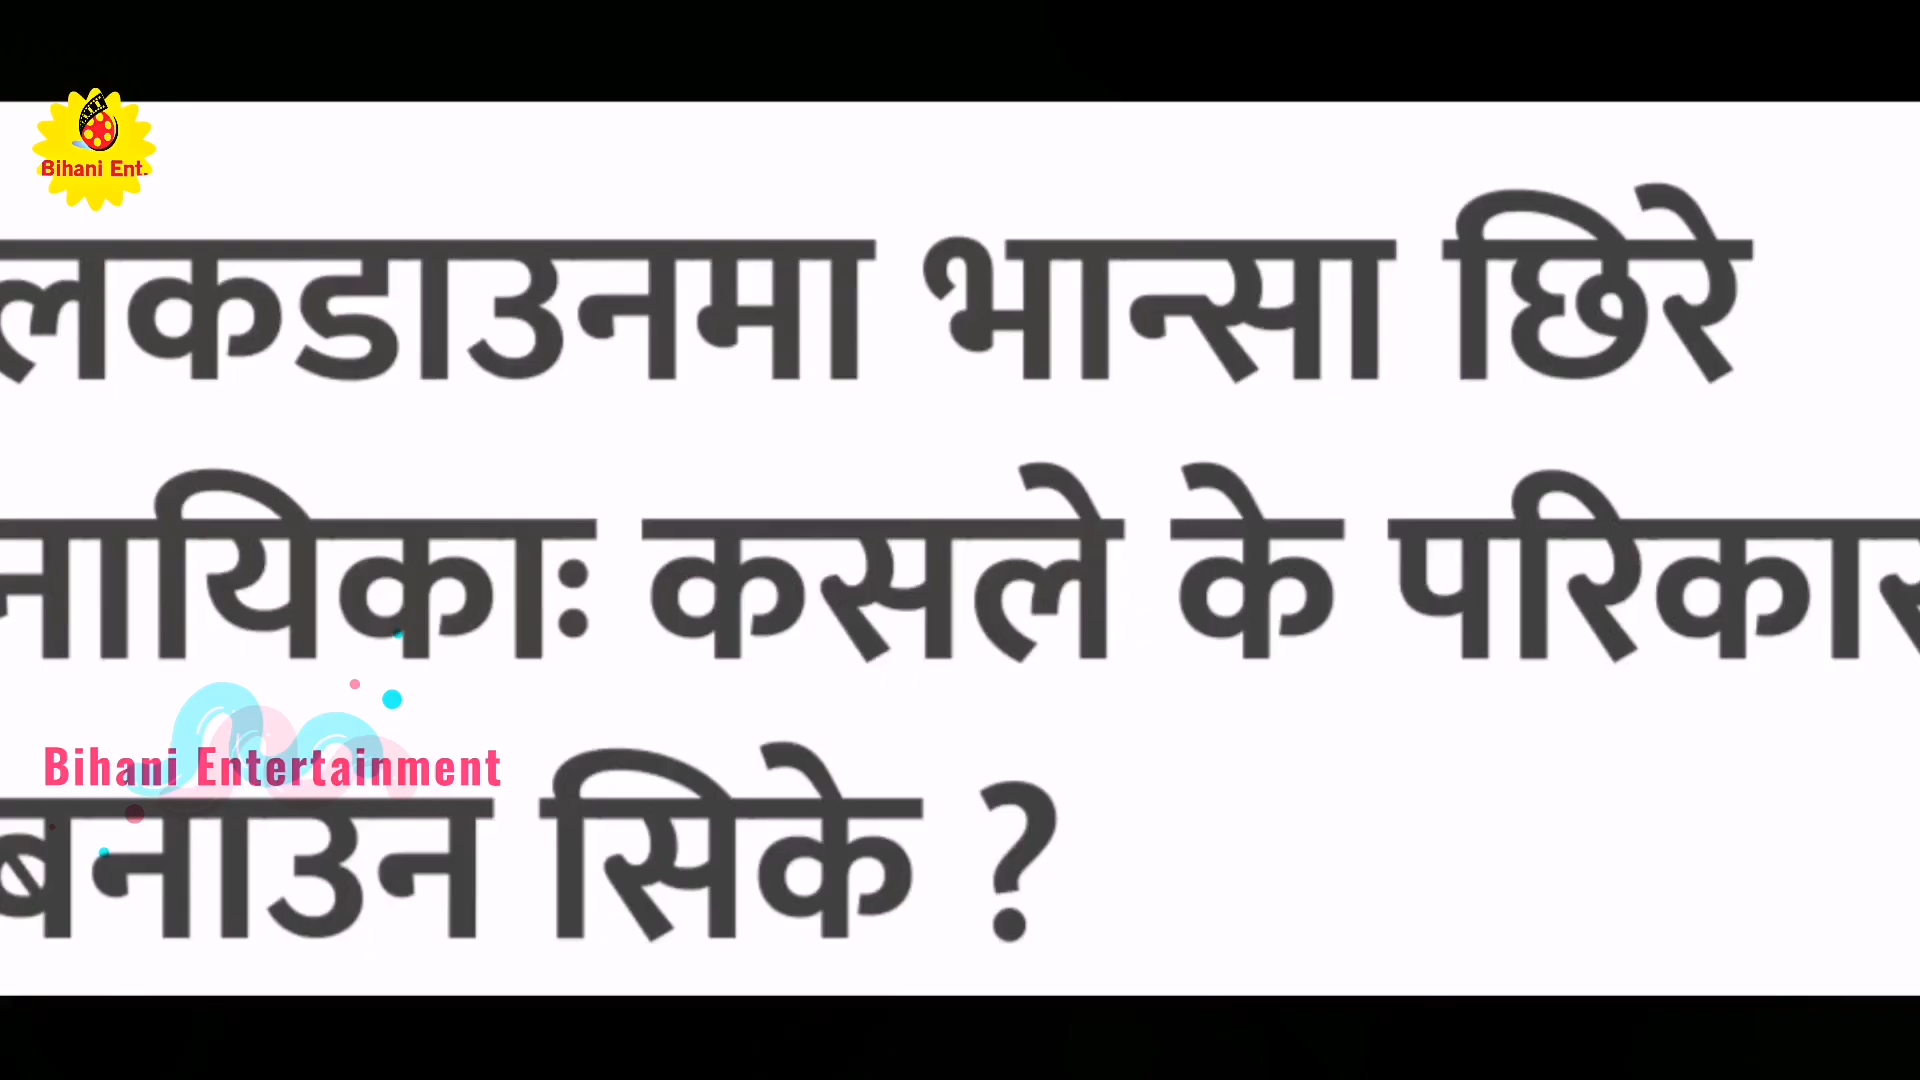 Bihani Ent.
लकडाउनमा भान्सा छिरे
नायिकाः कसले के परिकार
Bihani Entertainment
बनाउन सिके ?